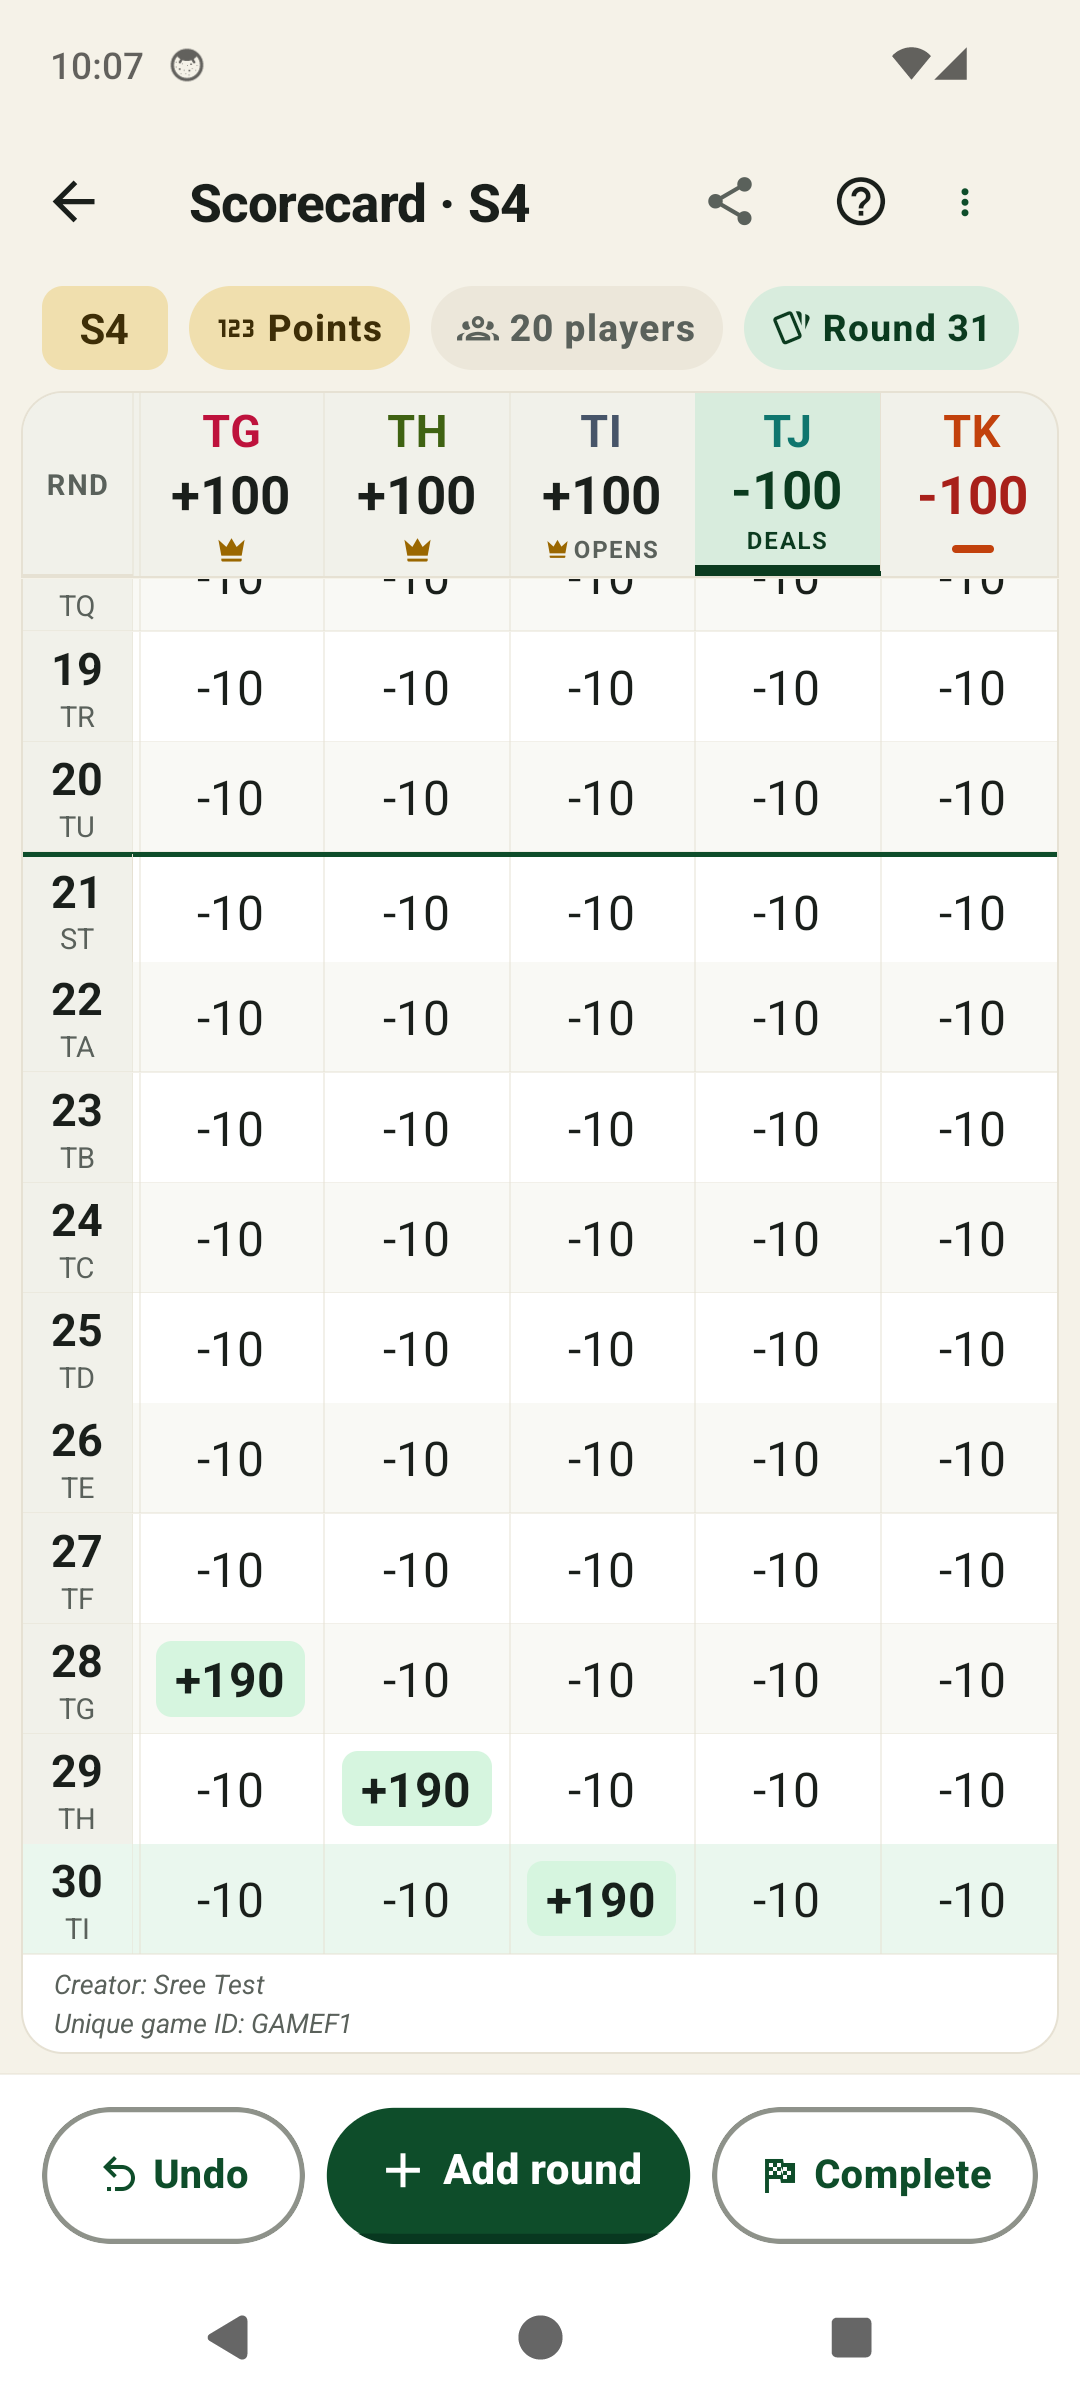 10:07
Scorecard · S4
S4
123 Points
20 players
Round 31
RND TG TH TI TJ TK
+100 +100 +100 -100 -100
OPENS DEALS
-10 -10 -10 -10 -10
TQ
19 -10 -10 -10 -10 -10
TR
20 -10 -10 -10 -10 -10
TU
21 -10 -10 -10 -10 -10
ST
22 -10 -10 -10 -10 -10
TA
23 -10 -10 -10 -10 -10
TB
24 -10 -10 -10 -10 -10
TC
25 -10 -10 -10 -10 -10
TD
26 -10 -10 -10 -10 -10
TE
27 -10 -10 -10 -10 -10
TF
28 +190 -10 -10 -10 -10
TG
29 -10 +190 -10 -10 -10
TH
30 -10 -10 +190 -10 -10
TI
Creator: Sree Test
Unique game ID: GAMEF1
Undo
Add round
Complete